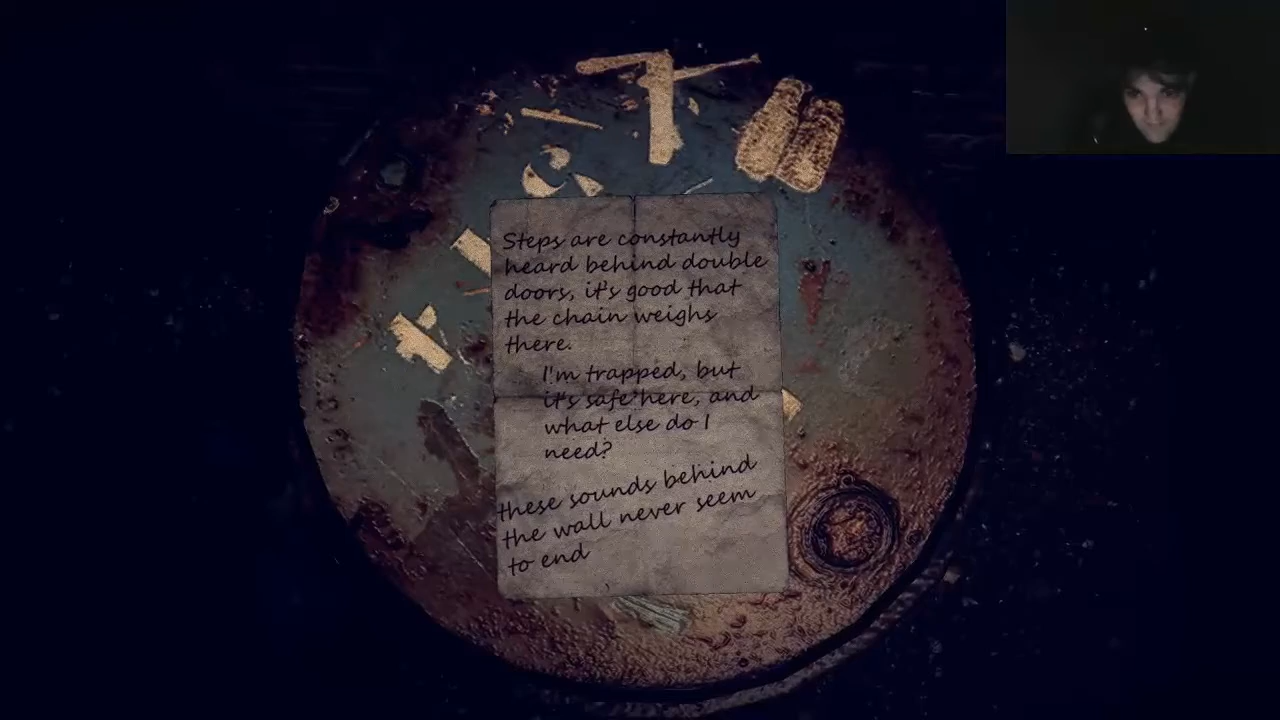 Steps are constantly
heard behind double
doors, it's good that
the chain weighs
there.
I'm trapped, but
it's safe here, and
what else do I
need?
these sounds behind
the wall never seem
to end